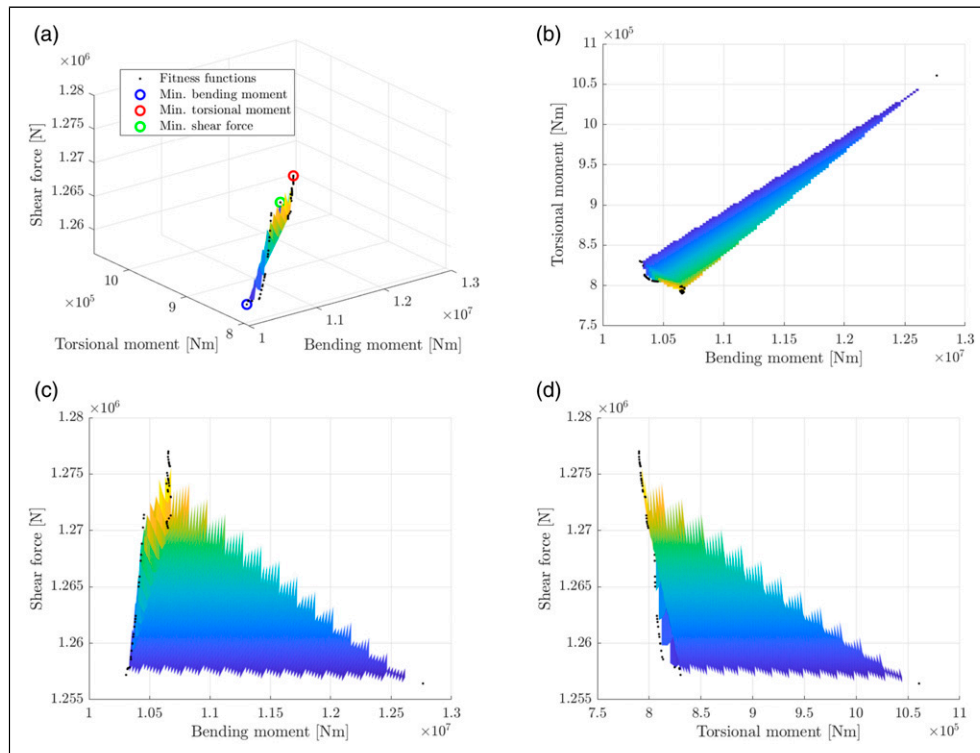 (a)
×10⁶
1.28
1.275
1.27
1.265
1.26
Shear force [N]
Fitness functions
Min. bending moment
Min. torsional moment
Min. shear force
10
9
8
×10⁵
Torsional moment [Nm]
1
1.1
1.2
1.3
×10⁷
Bending moment [Nm]
(b)
×10⁵
11
10.5
10
9.5
9
8.5
8
7.5
Torsional moment [Nm]
1 1.05 1.1 1.15 1.2 1.25 1.3
Bending moment [Nm] ×10⁷
(c)
×10⁶
1.28
1.275
1.27
1.265
1.26
1.255
Shear force [N]
1 1.05 1.1 1.15 1.2 1.25 1.3
Bending moment [Nm] ×10⁷
(d)
×10⁶
1.28
1.275
1.27
1.265
1.26
1.255
Shear force [N]
7.5 8 8.5 9 9.5 10 10.5 11
Torsional moment [Nm] ×10⁵